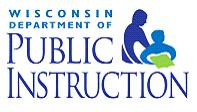 WISCONSIN
DEPARTMENT OF
PUBLIC
INSTRUCTION